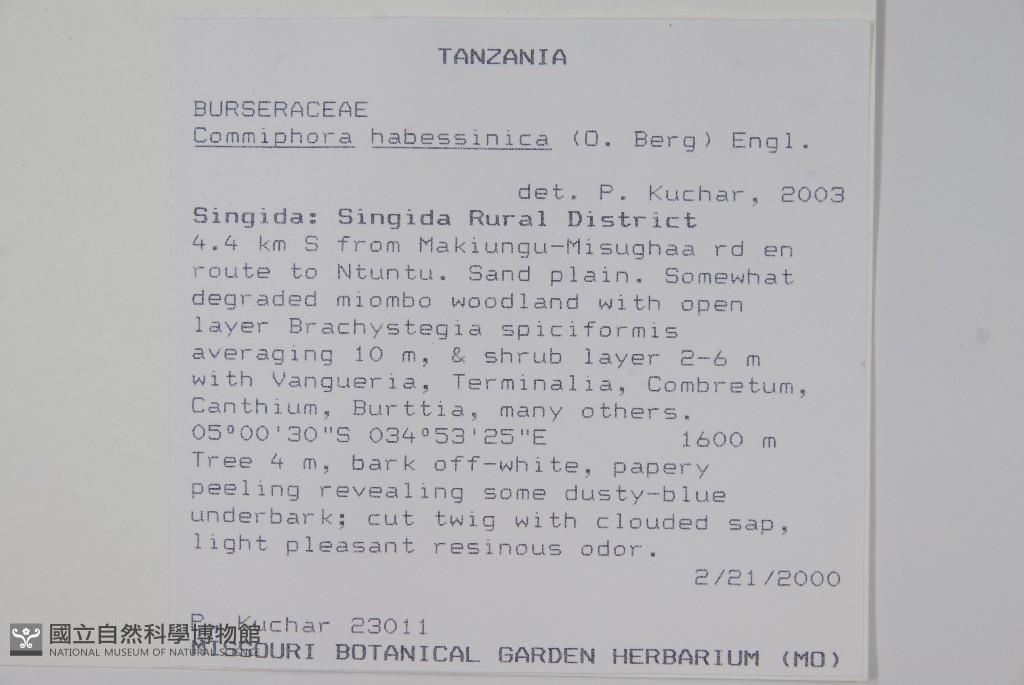 TANZANIA
BURSERACEAE
Commiphora habessinica (O. Berg) Engl.
det. P. Kuchar, 2003
Singida: Singida Rural District
4.4 km S from Makiungu-Misughaa rd en
route to Ntuntu. Sand plain. Somewhat
degraded miombo woodland with open
layer Brachystegia spiciformis
averaging 10 m, & shrub layer 2-6 m
with Vangueria, Terminalia, Combretum,
Canthium, Burttia, many others.
05°00'30"S 034°53'25"E 1600 m
Tree 4 m, bark off-white, papery
peeling revealing some dusty-blue
underbark; cut twig with clouded sap,
light pleasant resinous odor.
2/21/2000
P. Kuchar 23011
MISSOURI BOTANICAL GARDEN HERBARIUM (MO)
國立自然科學博物館
NATIONAL MUSEUM OF NATURAL SCIENCE